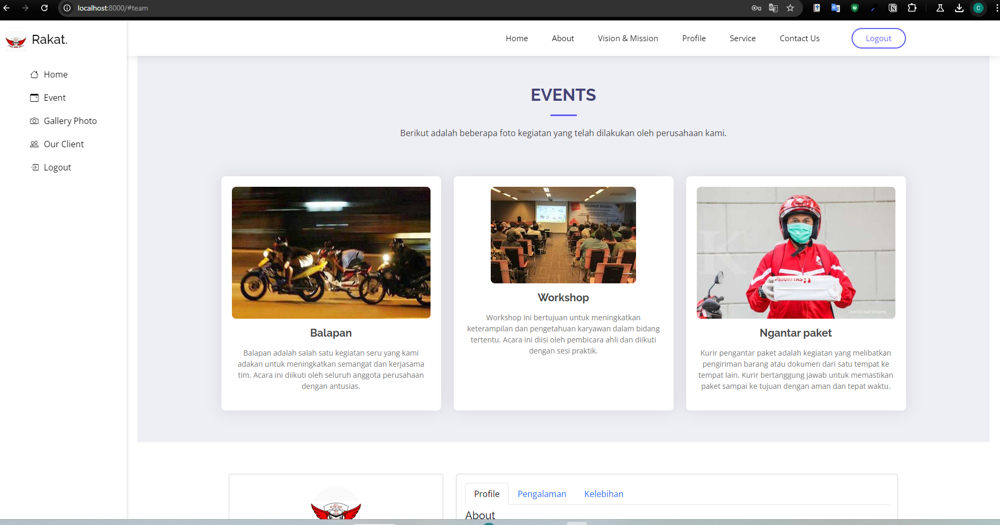 localhost:8000/#team
C
Rakat.
Home
About
Vision & Mission
Profile
Service
Contact Us
Logout
Home
Event
Gallery Photo
Our Client
Logout
EVENTS
Berikut adalah beberapa foto kegiatan yang telah dilakukan oleh perusahaan kami.
SELAMAT DATANG
K
PRIORITAS
Dok/SiCepat Ekspres
Balapan
Balapan adalah salah satu kegiatan seru yang kami
adakan untuk meningkatkan semangat dan kerjasama
tim. Acara ini diikuti oleh seluruh anggota perusahaan
dengan antusias.
Workshop
Workshop ini bertujuan untuk meningkatkan
keterampilan dan pengetahuan karyawan dalam bidang
tertentu. Acara ini diisi oleh pembicara ahli dan diikuti
dengan sesi praktik.
Ngantar paket
Kurir pengantar paket adalah kegiatan yang melibatkan
pengiriman barang atau dokumen dari satu tempat ke
tempat lain. Kurir bertanggung jawab untuk memastikan
paket sampai ke tujuan dengan aman dan tepat waktu.
Profile
Pengalaman
Kelebihan
About